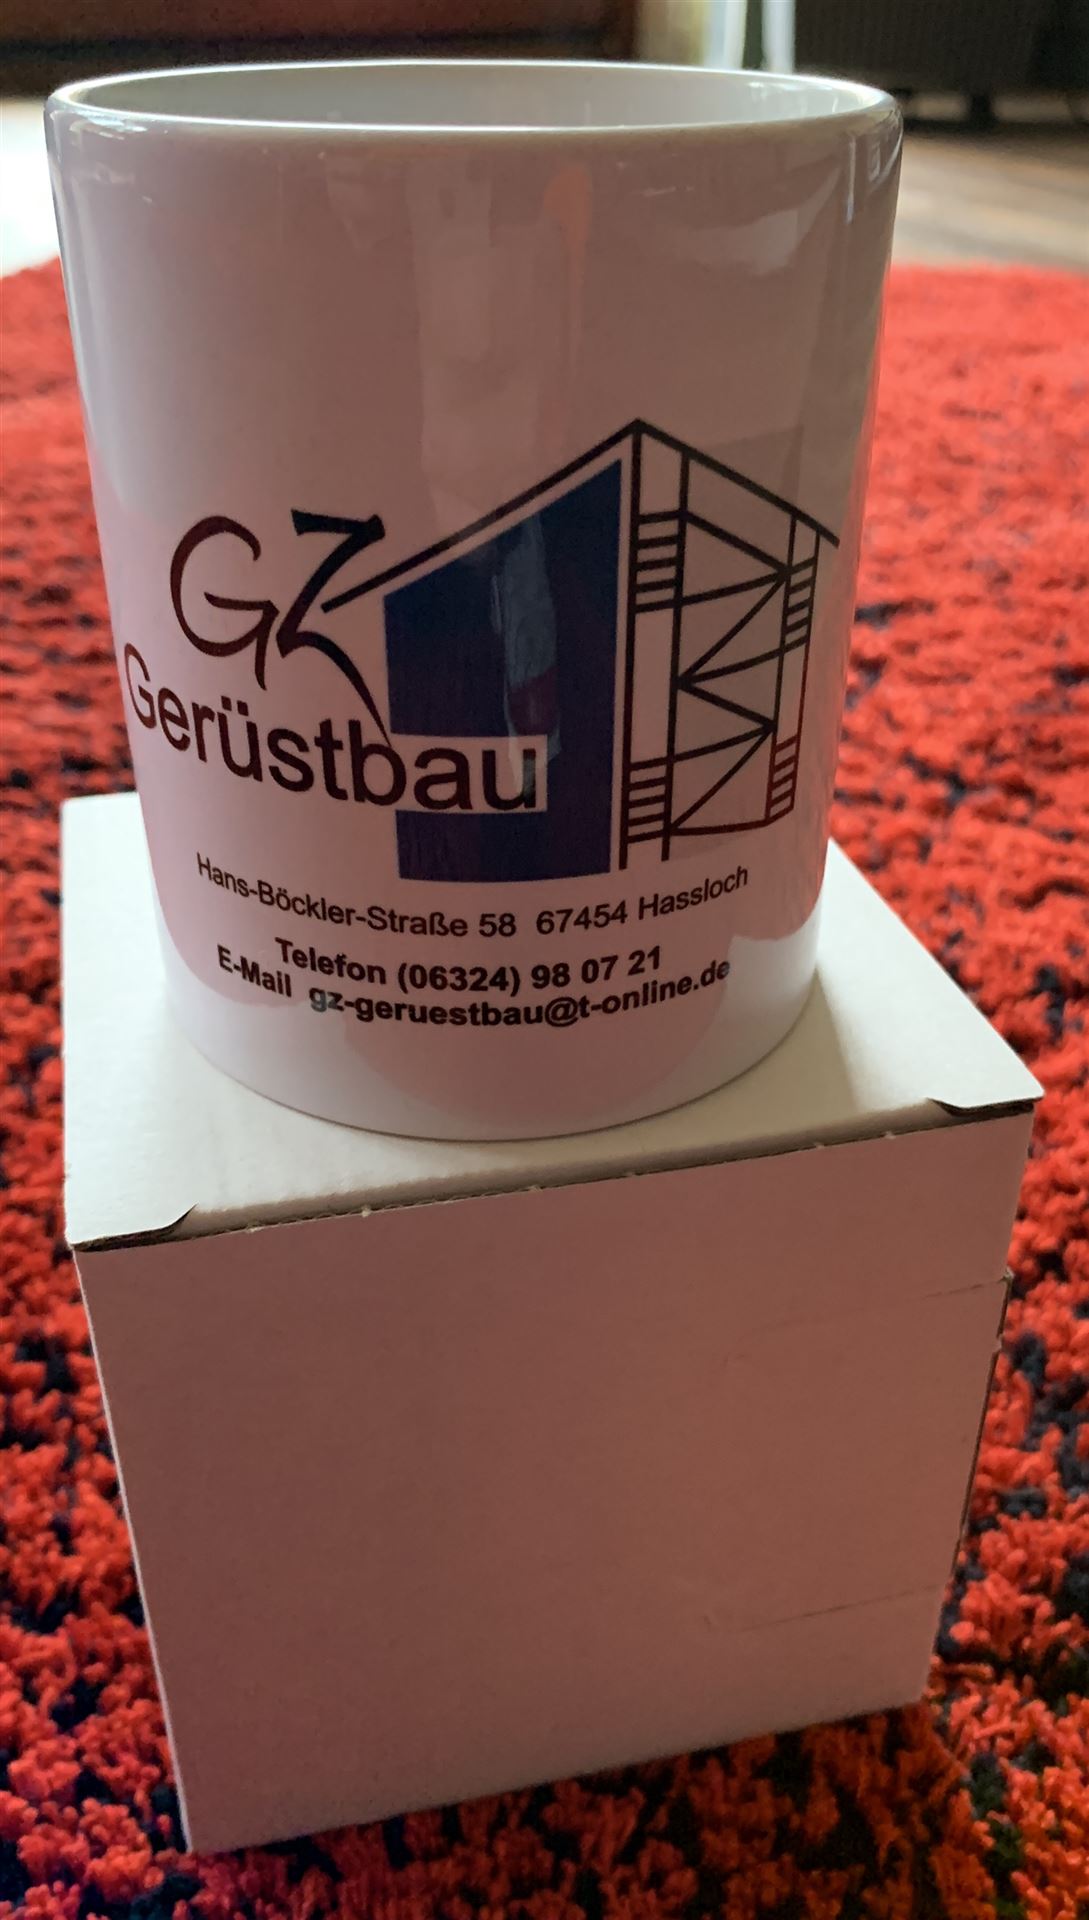 GZ
Gerüstbau
Hans-Böckler-Straße 58 67454 Hassloch
Telefon (06324) 98 07 21
E-Mail gz-geruestbau@t-online.de